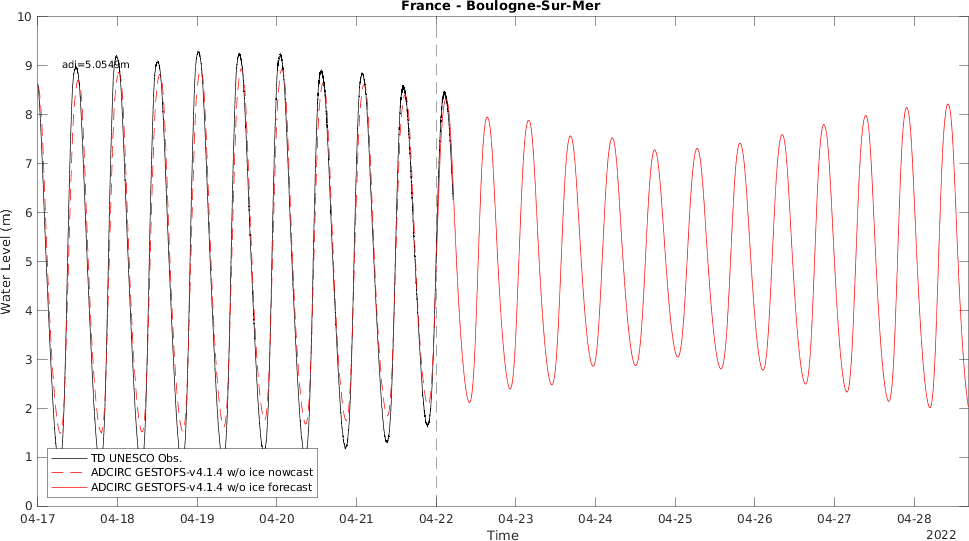 France - Boulogne-Sur-Mer
10
9
8
7
6
5
4
3
2
1
0
Water Level (m)
adj=5.0549m
TD UNESCO Obs.
ADCIRC GESTOFS-v4.1.4 w/o ice nowcast
ADCIRC GESTOFS-v4.1.4 w/o ice forecast
04-17 04-18 04-19 04-20 04-21 04-22 04-23 04-24 04-25 04-26 04-27 04-28
Time
2022